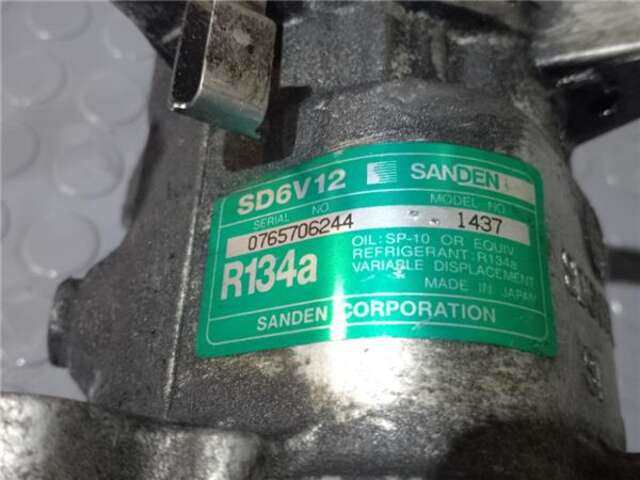 SD6V12 SANDEN
SERIAL NO. MODEL NO.
0765706244 1437
R134a
OIL: SP-10 OR EQUIV.
REFRIGERANT: R134a
VARIABLE DISPLACEMENT
MADE IN JAPAN
SANDEN CORPORATION